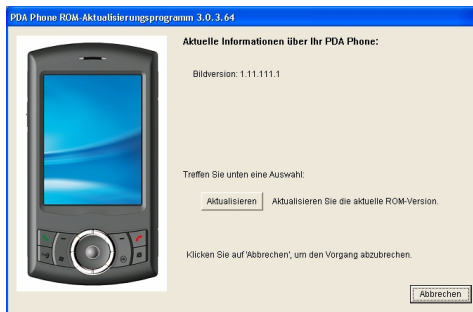 PDA Phone ROM-Aktualisierungsprogramm 3.0.3.64
Aktuelle Informationen über Ihr PDA Phone:
Bildversion: 1.11.111.1
Treffen Sie unten eine Auswahl:
Aktualisieren Aktualisieren Sie die aktuelle ROM-Version.
Klicken Sie auf 'Abbrechen', um den Vorgang abzubrechen.
Abbrechen